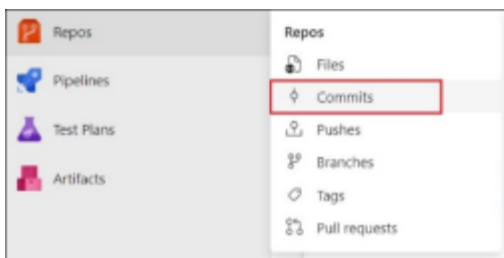 Repos
Pipelines
Test Plans
Artifacts
Repos
Files
Commits
Pushes
Branches
Tags
Pull requests